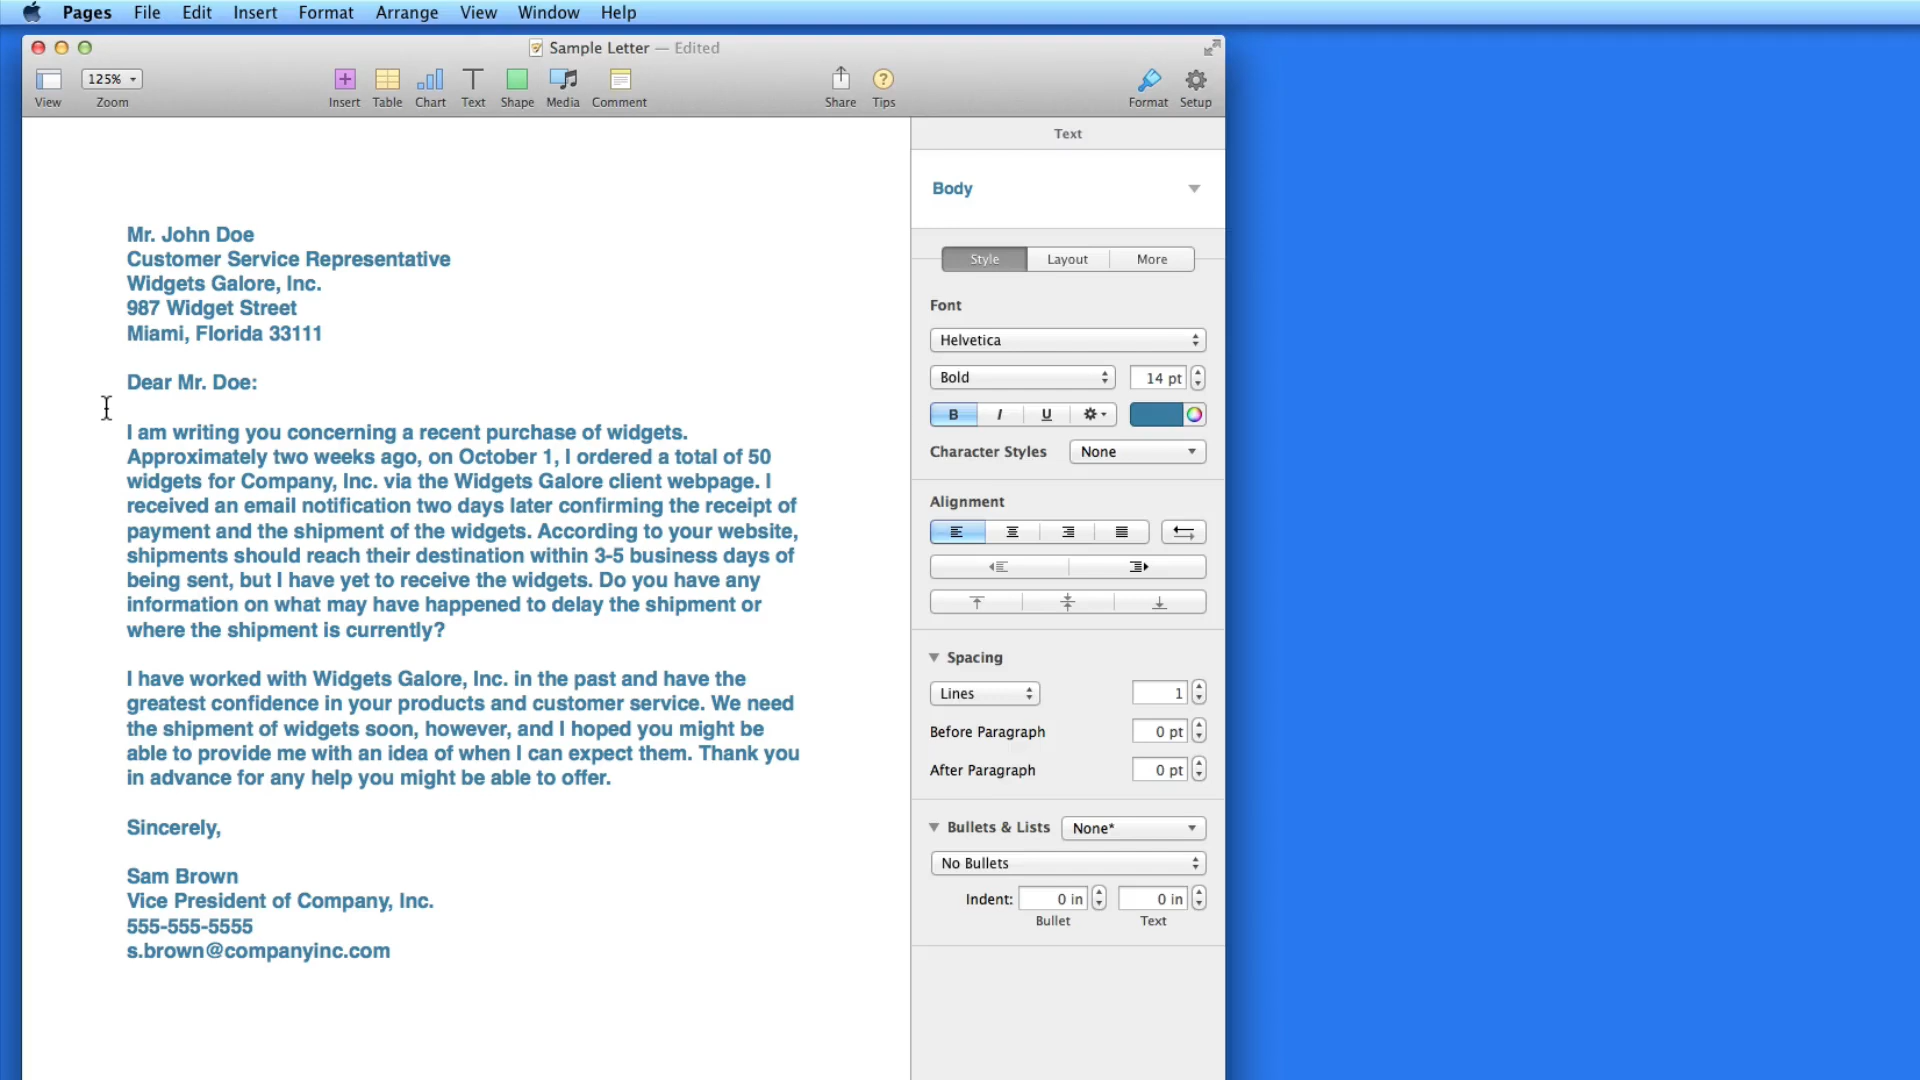 Pages File Edit Insert Format Arrange View Window Help
Sample Letter — Edited
125%
View Zoom Insert Table Chart Text Shape Media Comment Share Tips Format Setup
Mr. John Doe
Customer Service Representative
Widgets Galore, Inc.
987 Widget Street
Miami, Florida 33111
Dear Mr. Doe:
I am writing you concerning a recent purchase of widgets.
Approximately two weeks ago, on October 1, I ordered a total of 50
widgets for Company, Inc. via the Widgets Galore client webpage. I
received an email notification two days later confirming the receipt of
payment and the shipment of the widgets. According to your website,
shipments should reach their destination within 3-5 business days of
being sent, but I have yet to receive the widgets. Do you have any
information on what may have happened to delay the shipment or
where the shipment is currently?
I have worked with Widgets Galore, Inc. in the past and have the
greatest confidence in your products and customer service. We need
the shipment of widgets soon, however, and I hoped you might be
able to provide me with an idea of when I can expect them. Thank you
in advance for any help you might be able to offer.
Sincerely,
Sam Brown
Vice President of Company, Inc.
555-555-5555
s.brown@companyinc.com
Text
Body
Style Layout More
Font
Helvetica
Bold 14 pt
B I U
Character Styles None
Alignment
Spacing
Lines 1
Before Paragraph 0 pt
After Paragraph 0 pt
Bullets & Lists None*
No Bullets
Indent: 0 in 0 in
Bullet Text